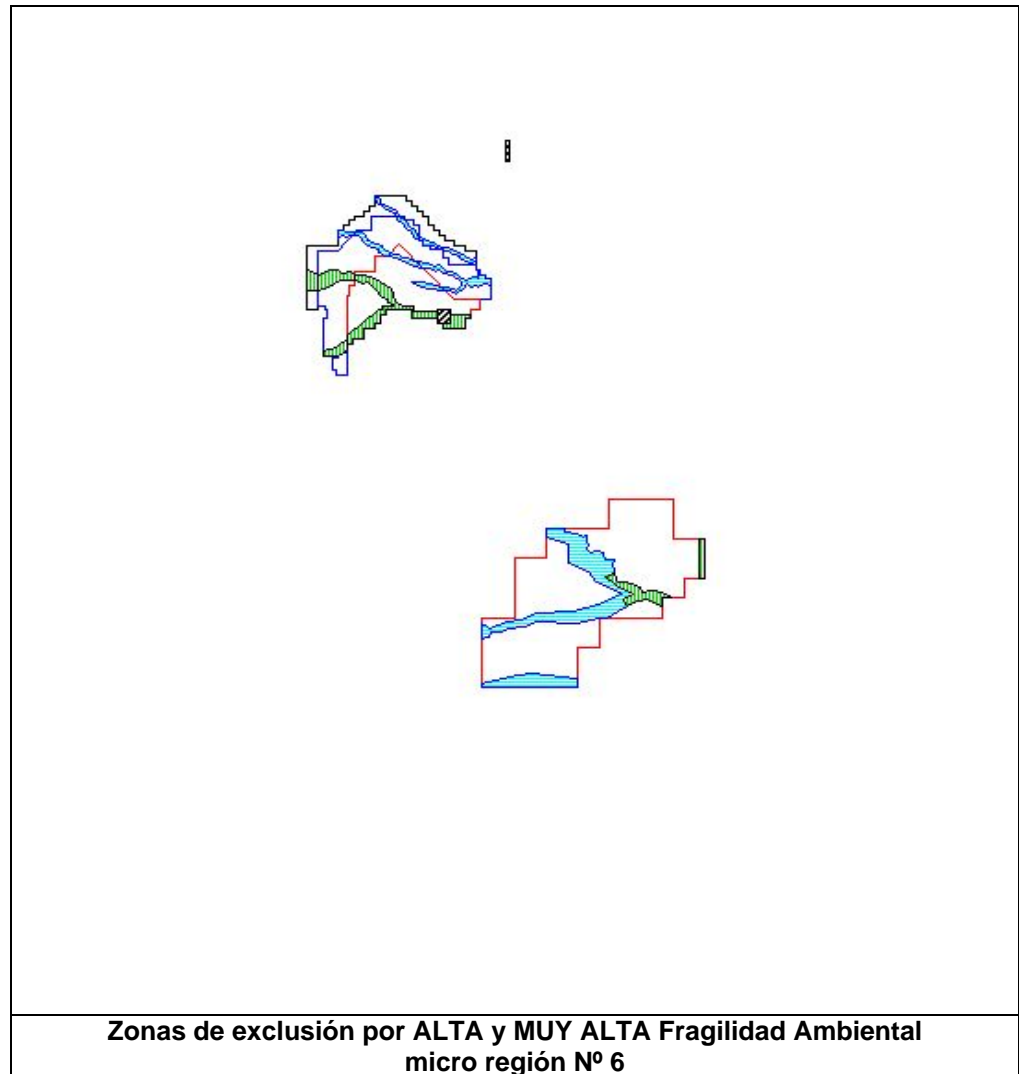 Zonas de exclusión por ALTA y MUY ALTA Fragilidad Ambiental
micro región Nº 6